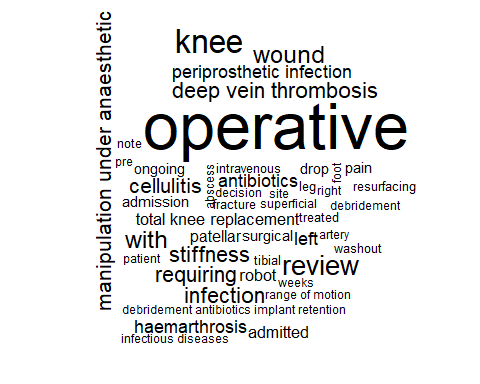 manipulation under anaesthetic
knee
wound
periprosthetic infection
deep vein thrombosis
operative
note
pre
ongoing
abscess
intravenous
drop
foot
pain
cellulitis
antibiotics
leg
right
resurfacing
decision
site
admission
fracture
superficial
debridement
total knee replacement
treated
with
patellar
surgical
left
artery
washout
patient
stiffness
tibial
review
requiring
robot
weeks
infection
range of motion
debridement antibiotics implant retention
haemarthrosis
admitted
infectious diseases